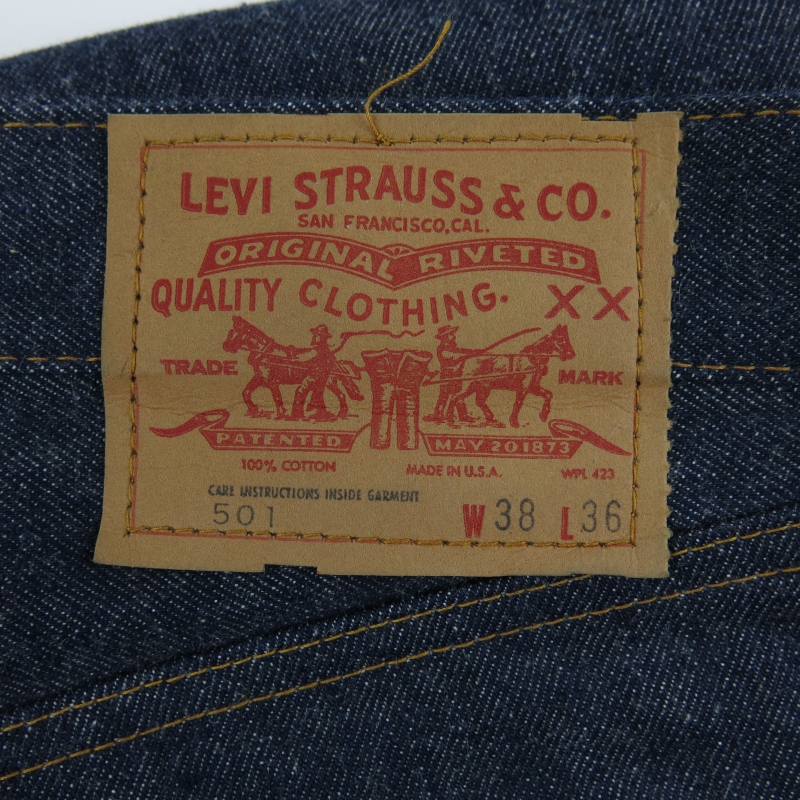 LEVI STRAUSS & CO.
SAN FRANCISCO, CAL.
ORIGINAL RIVETED
QUALITY CLOTHING. XX
TRADE MARK
PATENTED MAY 20 1873
100% COTTON MADE IN U.S.A. WPL 423
CARE INSTRUCTIONS INSIDE GARMENT
501 W 38 L 36